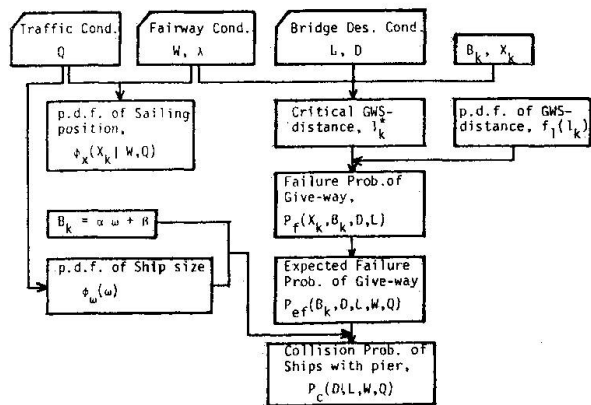 Traffic Cond.
Q
Fairway Cond.
W, λ
Bridge Des. Cond.
L, D
B_k, X_k
p.d.f. of Sailing
position,
ϕ_x(X_k | W,Q)
Critical GWS-
distance, l*_k
p.d.f. of GWS-
distance, f_l(l_k)
Failure Prob.of
Give-way,
P_f(X_k,B_k,D,L)
B_k = α ω + β
p.d.f. of Ship size
ϕ_ω(ω)
Expected Failure
Prob. of Give-way
P_ef(B_k,D,L,W,Q)
Collision Prob. of
Ships with pier,
P_c(D,L,W,Q)